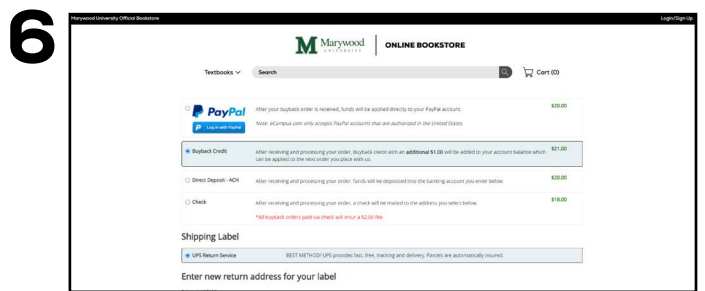 6
Marywood University Official Bookstore
Login/Sign Up
M Marywood UNIVERSITY ONLINE BOOKSTORE
Textbooks Search Cart (0)
PayPal After your buyback order is received, funds will be applied directly to your PayPal account. $20.00
Log in with PayPal Note: eCampus.com only accepts PayPal accounts that are authorized in the United States.
Buyback Credit After receiving and processing your order, buyback credit with an additional $1.00 will be added to your account balance which $21.00
can be applied to the next order you place with us.
Direct Deposit - ACH After receiving and processing your order, funds will be deposited into the banking account you enter below. $20.00
Check After receiving and processing your order, a check will be mailed to the address you select below. $18.00
*All buyback orders paid via check will incur a $2.00 fee.
Shipping Label
UPS Return Service BEST METHOD! UPS provides fast, free, tracking and delivery. Parcels are automatically insured.
Enter new return address for your label